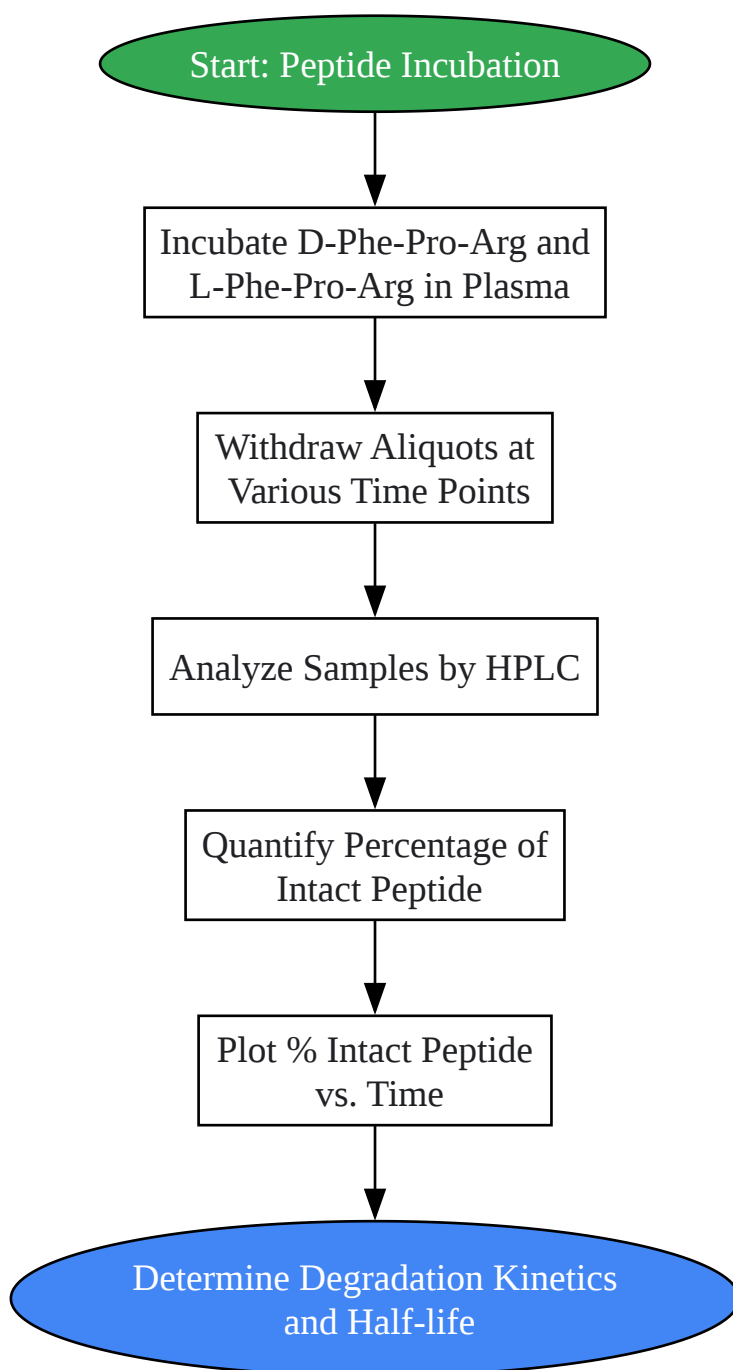 Start: Peptide Incubation
Incubate D-Phe-Pro-Arg and
L-Phe-Pro-Arg in Plasma
Withdraw Aliquots at
Various Time Points
Analyze Samples by HPLC
Quantify Percentage of
Intact Peptide
Plot % Intact Peptide
vs. Time
Determine Degradation Kinetics
and Half-life